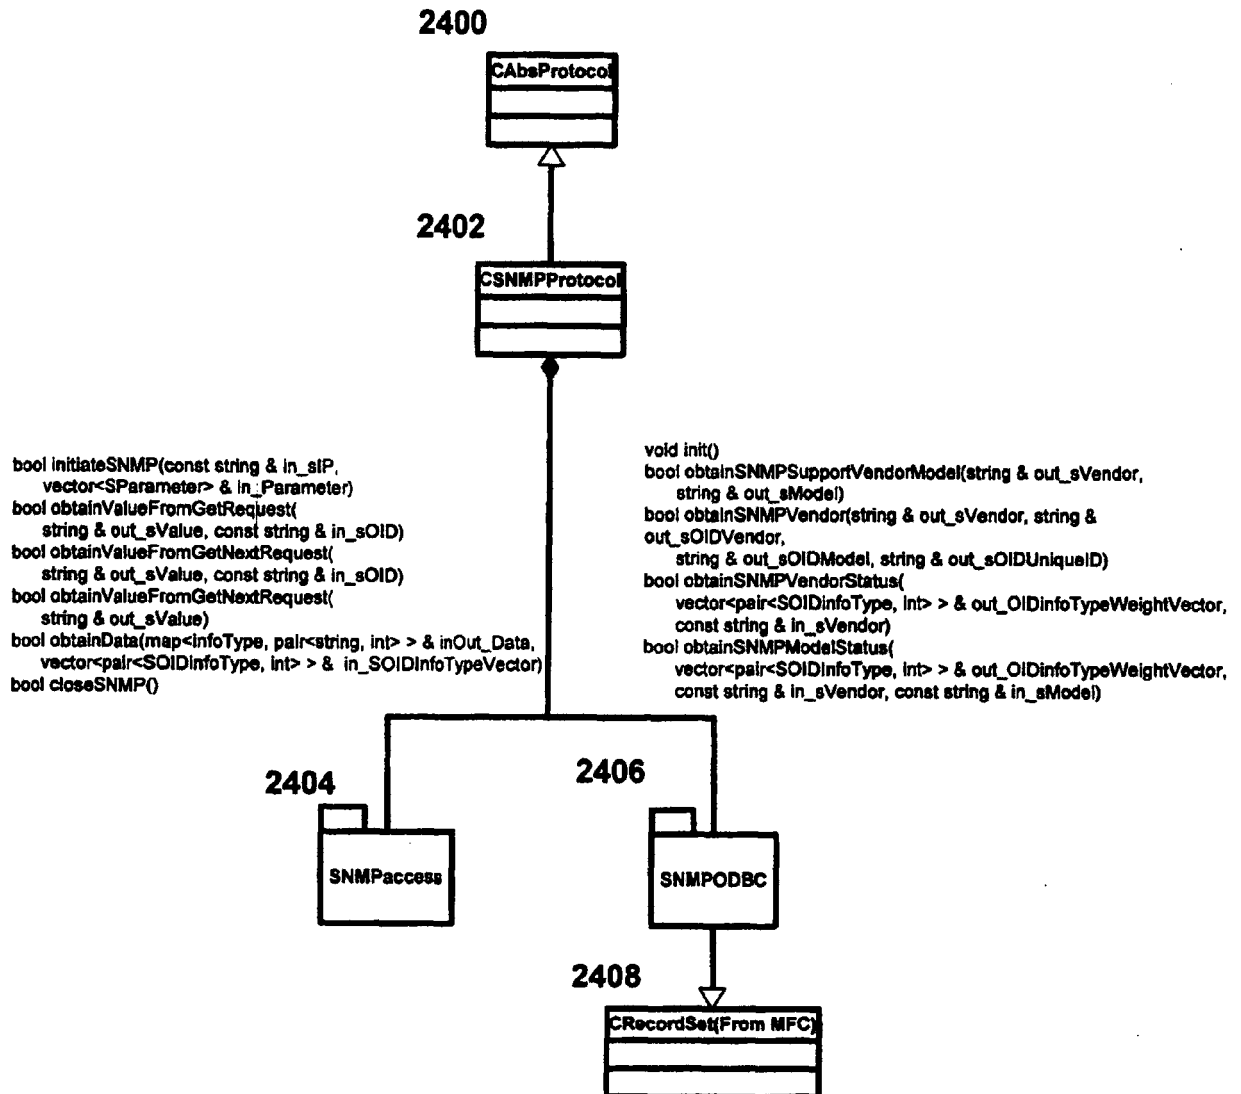 2400
CAbsProtocol
2402
CSNMPProtocol
bool initiateSNMP(const string & in_sIP,
vector<SParameter> & in_Parameter)
bool obtainValueFromGetRequest(
string & out_sValue, const string & in_sOID)
bool obtainValueFromGetNextRequest(
string & out_sValue, const string & in_sOID)
bool obtainValueFromGetNextRequest(
string & out_sValue)
bool obtainData(map<infoType, pair<string, int> > & inOut_Data,
vector<pair<SOIDinfoType, int> > & in_SOIDinfoTypeVector)
bool closeSNMP()
void init()
bool obtainSNMPSupportVendorModel(string & out_sVendor,
string & out_sModel)
bool obtainSNMPVendor(string & out_sVendor, string &
out_sOIDVendor,
string & out_sOIDModel, string & out_sOIDUniqueID)
bool obtainSNMPVendorStatus(
vector<pair<SOIDinfoType, int> > & out_OIDinfoTypeWeightVector,
const string & in_sVendor)
bool obtainSNMPModelStatus(
vector<pair<SOIDinfoType, int> > & out_OIDinfoTypeWeightVector,
const string & in_sVendor, const string & in_sModel)
2404
SNMPaccess
2406
SNMPODBC
2408
CRecordSet(From MFC)